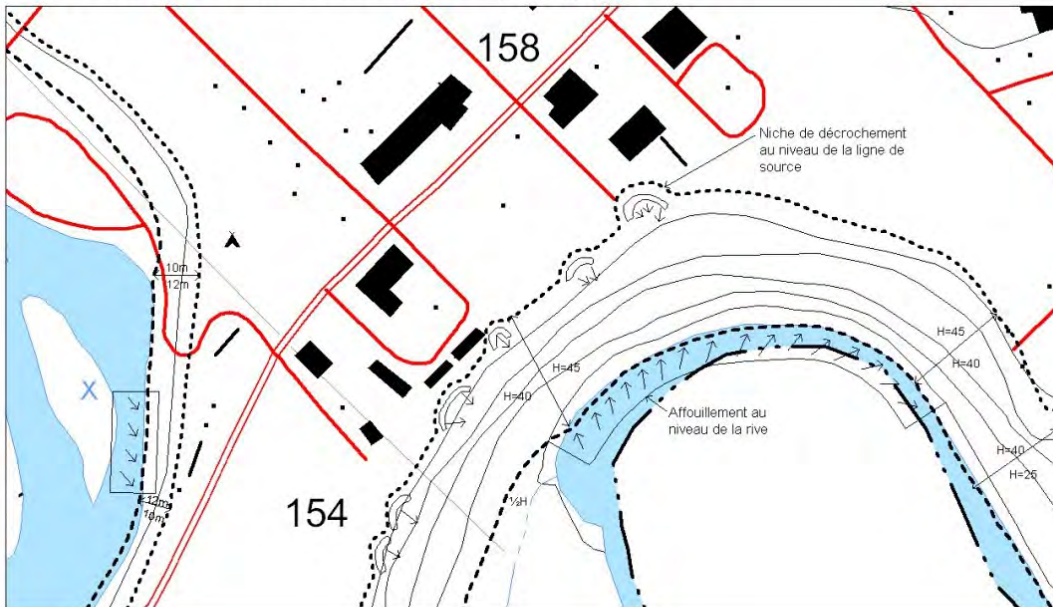 158
Niche de décrochement
au niveau de la ligne de
source
10m
12m
H=45
H=40
H=45
H=40
X
Affouillement au
niveau de la rive
H=40
H=25
<12m
10m
½H
154